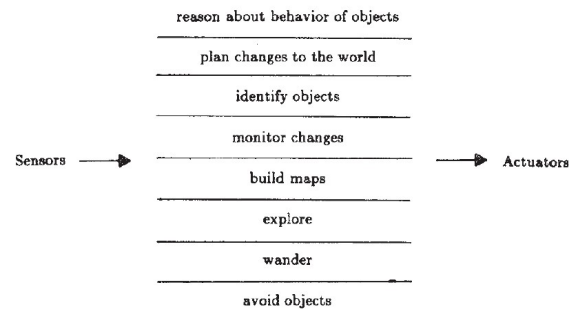 reason about behavior of objects
plan changes to the world
identify objects
monitor changes
Sensors
Actuators
build maps
explore
wander
avoid objects